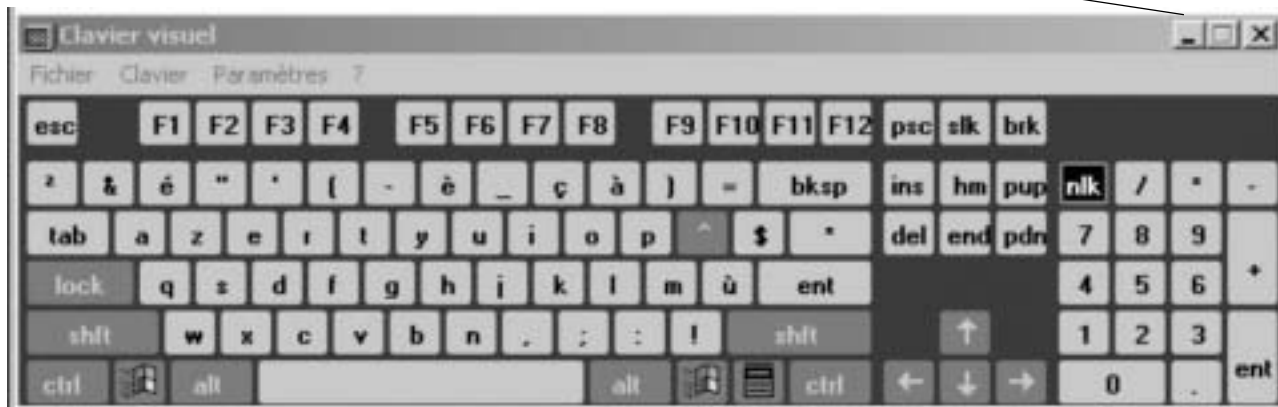 Clavier visuel
Fichier Clavier Paramètres ?
esc F1 F2 F3 F4 F5 F6 F7 F8 F9 F10 F11 F12 psc slk brk
² & é " ' ( - è _ ç à ) = bksp ins hm pup nlk / * -
tab a z e r t y u i o p ^ $ * del end pdn 7 8 9 +
lock q s d f g h j k l m ù ent 4 5 6
shft w x c v b n , ; : ! shft ↑ 1 2 3 ent
ctrl alt alt ctrl ← ↓ → 0 .